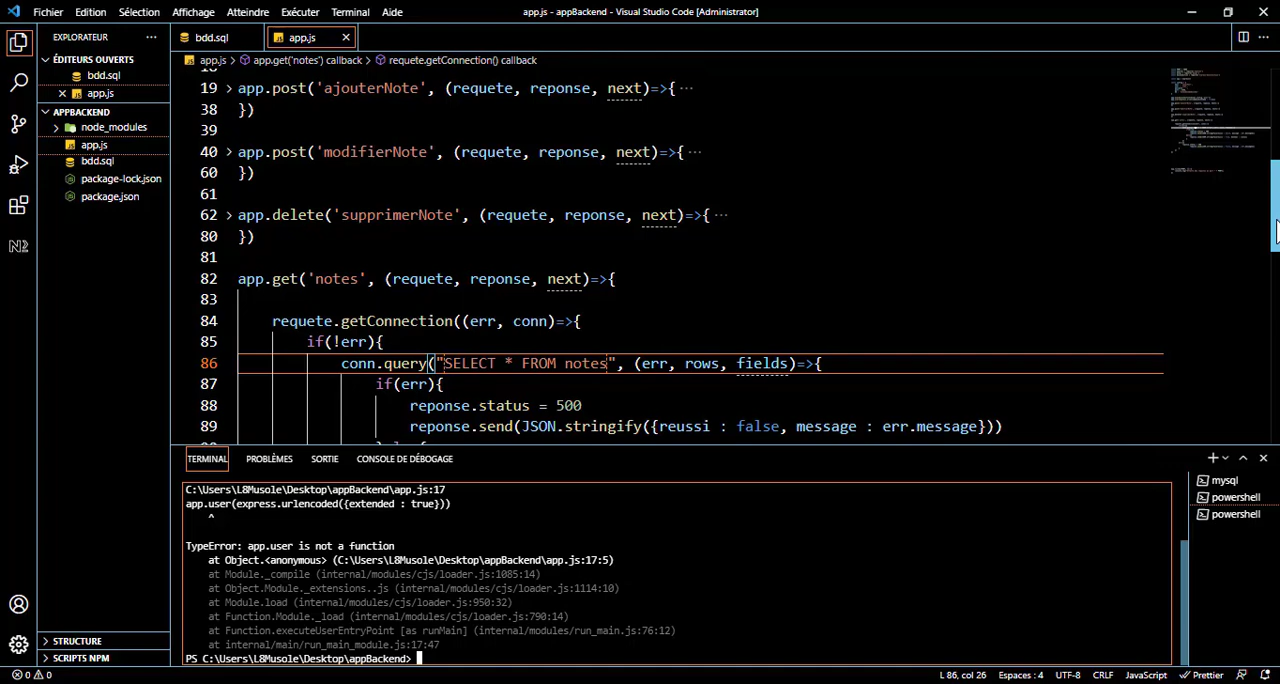 Fichier Edition Sélection Affichage Atteindre Exécuter Terminal Aide app.js - appBackend - Visual Studio Code [Administrator]
EXPLORATEUR ···
ÉDITEURS OUVERTS
bdd.sql
× app.js
APPBACKEND
node_modules
app.js
bdd.sql
package-lock.json
package.json
STRUCTURE
SCRIPTS NPM
bdd.sql app.js ×
app.js > app.get('notes') callback > requete.getConnection() callback
19 app.post('ajouterNote', (requete, reponse, next)=>{ ···
38 })
39
40 app.post('modifierNote', (requete, reponse, next)=>{ ···
60 })
61
62 app.delete('supprimerNote', (requete, reponse, next)=>{ ···
80 })
81
82 app.get('notes', (requete, reponse, next)=>{
83
84 requete.getConnection((err, conn)=>{
85 if(!err){
86 conn.query("SELECT * FROM notes", (err, rows, fields)=>{
87 if(err){
88 reponse.status = 500
89 reponse.send(JSON.stringify({reussi : false, message : err.message}))
TERMINAL PROBLÈMES SORTIE CONSOLE DE DÉBOGAGE
C:\Users\L8Musole\Desktop\appBackend\app.js:17
app.user(express.urlencoded({extended : true}))
^
TypeError: app.user is not a function
at Object.<anonymous> (C:\Users\L8Musole\Desktop\appBackend\app.js:17:5)
at Module._compile (internal/modules/cjs/loader.js:1085:14)
at Object.Module._extensions..js (internal/modules/cjs/loader.js:1114:10)
at Module.load (internal/modules/cjs/loader.js:950:32)
at Function.Module._load (internal/modules/cjs/loader.js:790:14)
at Function.executeUserEntryPoint [as runMain] (internal/modules/run_main.js:76:12)
at internal/main/run_main_module.js:17:47
PS C:\Users\L8Musole\Desktop\appBackend>
mysql
powershell
powershell
0 0 L 86, col 26 Espaces : 4 UTF-8 CRLF JavaScript Prettier